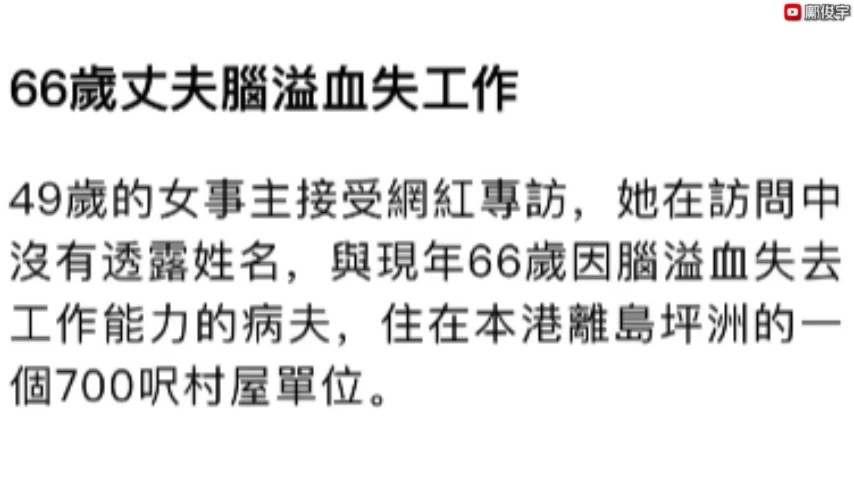 鄺俊宇
66歲丈夫腦溢血失工作
49歲的女事主接受網紅專訪，她在訪問中
沒有透露姓名，與現年66歲因腦溢血失去
工作能力的病夫，住在本港離島坪洲的一
個700呎村屋單位。